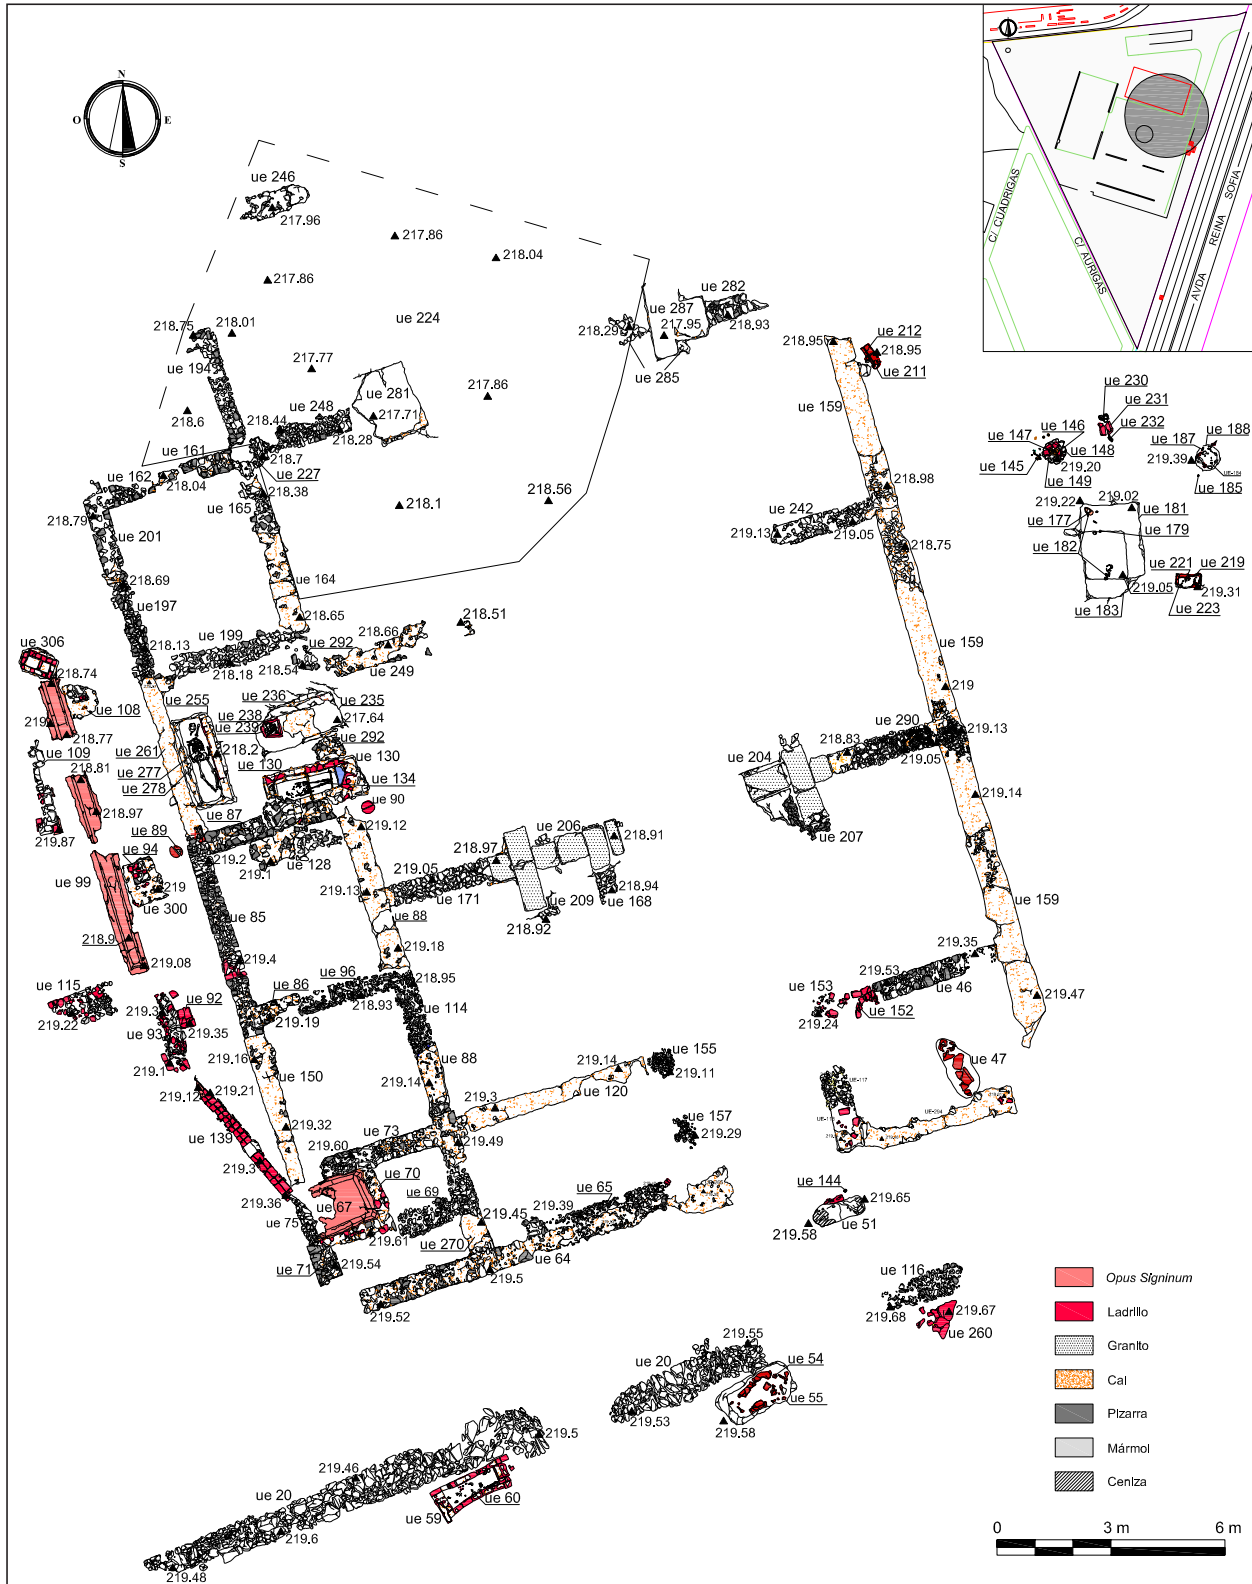 N
O
E
S
C/ CUADRIGAS
C/ AURIGAS
AVDA REINA SOFIA
ue 246
217.96
217.86
218.04
217.86
ue 224
218.75
218.01
ue 194
217.77
218.6
ue 281
217.71
217.86
ue 248
218.44
218.28
ue 161
218.7
ue 227
ue 162
218.04
218.38
ue 165
218.79
ue 201
218.1
218.56
ue 282
ue 287
218.29
217.95
218.93
ue 285
218.95
ue 212
218.95
ue 211
ue 159
218.98
ue 242
219.13
219.05
218.75
ue 230
ue 231
ue 232
ue 146
ue 147
ue 148
ue 145
219.20
ue 149
ue 188
ue 187
219.39
UE-184
ue 185
219.22
219.02
ue 181
ue 177
ue 179
ue 182
ue 221
ue 219
219.05
219.31
ue 183
ue 223
218.69
ue197
ue 164
218.65
218.51
218.13
ue 199
218.66
ue 292
218.18
218.54
ue 249
ue 306
218.74
ue 255
ue 236
ue 235
ue 108
219
ue 238
217.64
218.77
ue 239
ue 292
ue 109
ue 261
218.2
218.81
ue 277
ue 130
ue 130
ue 278
ue 134
218.97
ue 87
ue 90
219.87
ue 89
219.12
ue 94
219.2
ue 128
219.1
ue 99
219
ue 300
ue 85
219.13
219.05
218.97
ue 206
218.91
ue 171
218.94
ue 209
ue 168
218.92
ue 88
218.9
219.08
219.4
219.18
ue 96
218.95
ue 86
218.93
ue 114
219.19
ue 115
219.22
219.3
ue 92
ue 93
219.35
219.16
219.1
ue 150
ue 88
219.12
219.21
219.14
219.14
ue 155
219.11
ue 120
219.3
219.32
ue 73
219.49
ue 157
219.29
ue 139
219.60
219.3
ue 70
219.36
ue 67
ue 69
ue 65
219.39
219.45
ue 75
219.61
ue 270
ue 64
ue 71
219.54
219.5
219.52
ue 159
219
ue 290
219.13
218.83
219.05
ue 204
219.14
ue 207
ue 159
219.35
219.53
ue 46
ue 153
219.24
ue 152
219.47
ue 47
UE-117
UE-294
ue 144
219.65
ue 51
219.58
ue 116
219.68
219.67
ue 260
219.55
ue 20
ue 54
ue 55
219.53
219.58
219.5
219.46
ue 20
ue 60
ue 59
219.6
219.48
Opus Signinum
Ladrillo
Granito
Cal
Pizarra
Mármol
Ceniza
0
3 m
6 m